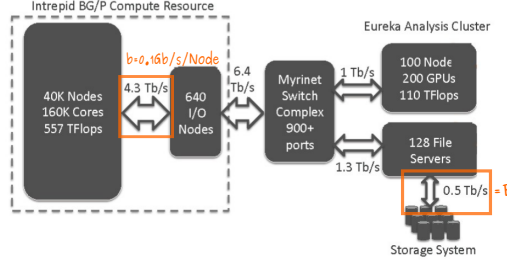 Intrepid BG/P Compute Resource
Eureka Analysis Cluster
b=0.1Gb/s/Node
40K Nodes
160K Cores
557 TFlops
4.3 Tb/s
640
I/O
Nodes
6.4
Tb/s
Myrinet
Switch
Complex
900+
ports
1 Tb/s
100 Node
200 GPUs
110 TFlops
1.3 Tb/s
128 File
Servers
0.5 Tb/s
=
Storage System